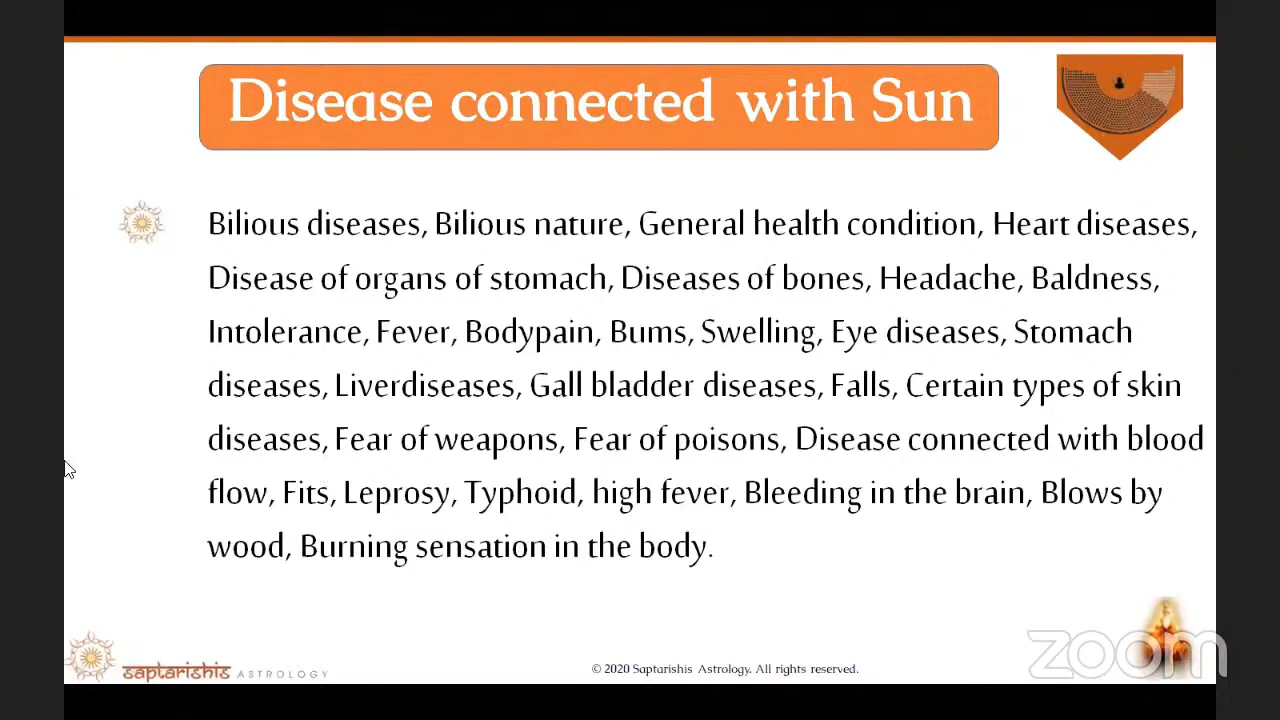 Disease connected with Sun
Bilious diseases, Bilious nature, General health condition, Heart diseases,
Disease of organs of stomach, Diseases of bones, Headache, Baldness,
Intolerance, Fever, Bodypain, Bums, Swelling, Eye diseases, Stomach
diseases, Liverdiseases, Gall bladder diseases, Falls, Certain types of skin
diseases, Fear of weapons, Fear of poisons, Disease connected with blood
flow, Fits, Leprosy, Typhoid, high fever, Bleeding in the brain, Blows by
wood, Burning sensation in the body.
saptarishis ASTROLOGY
© 2020 Saptarishis Astrology. All rights reserved.
zoom